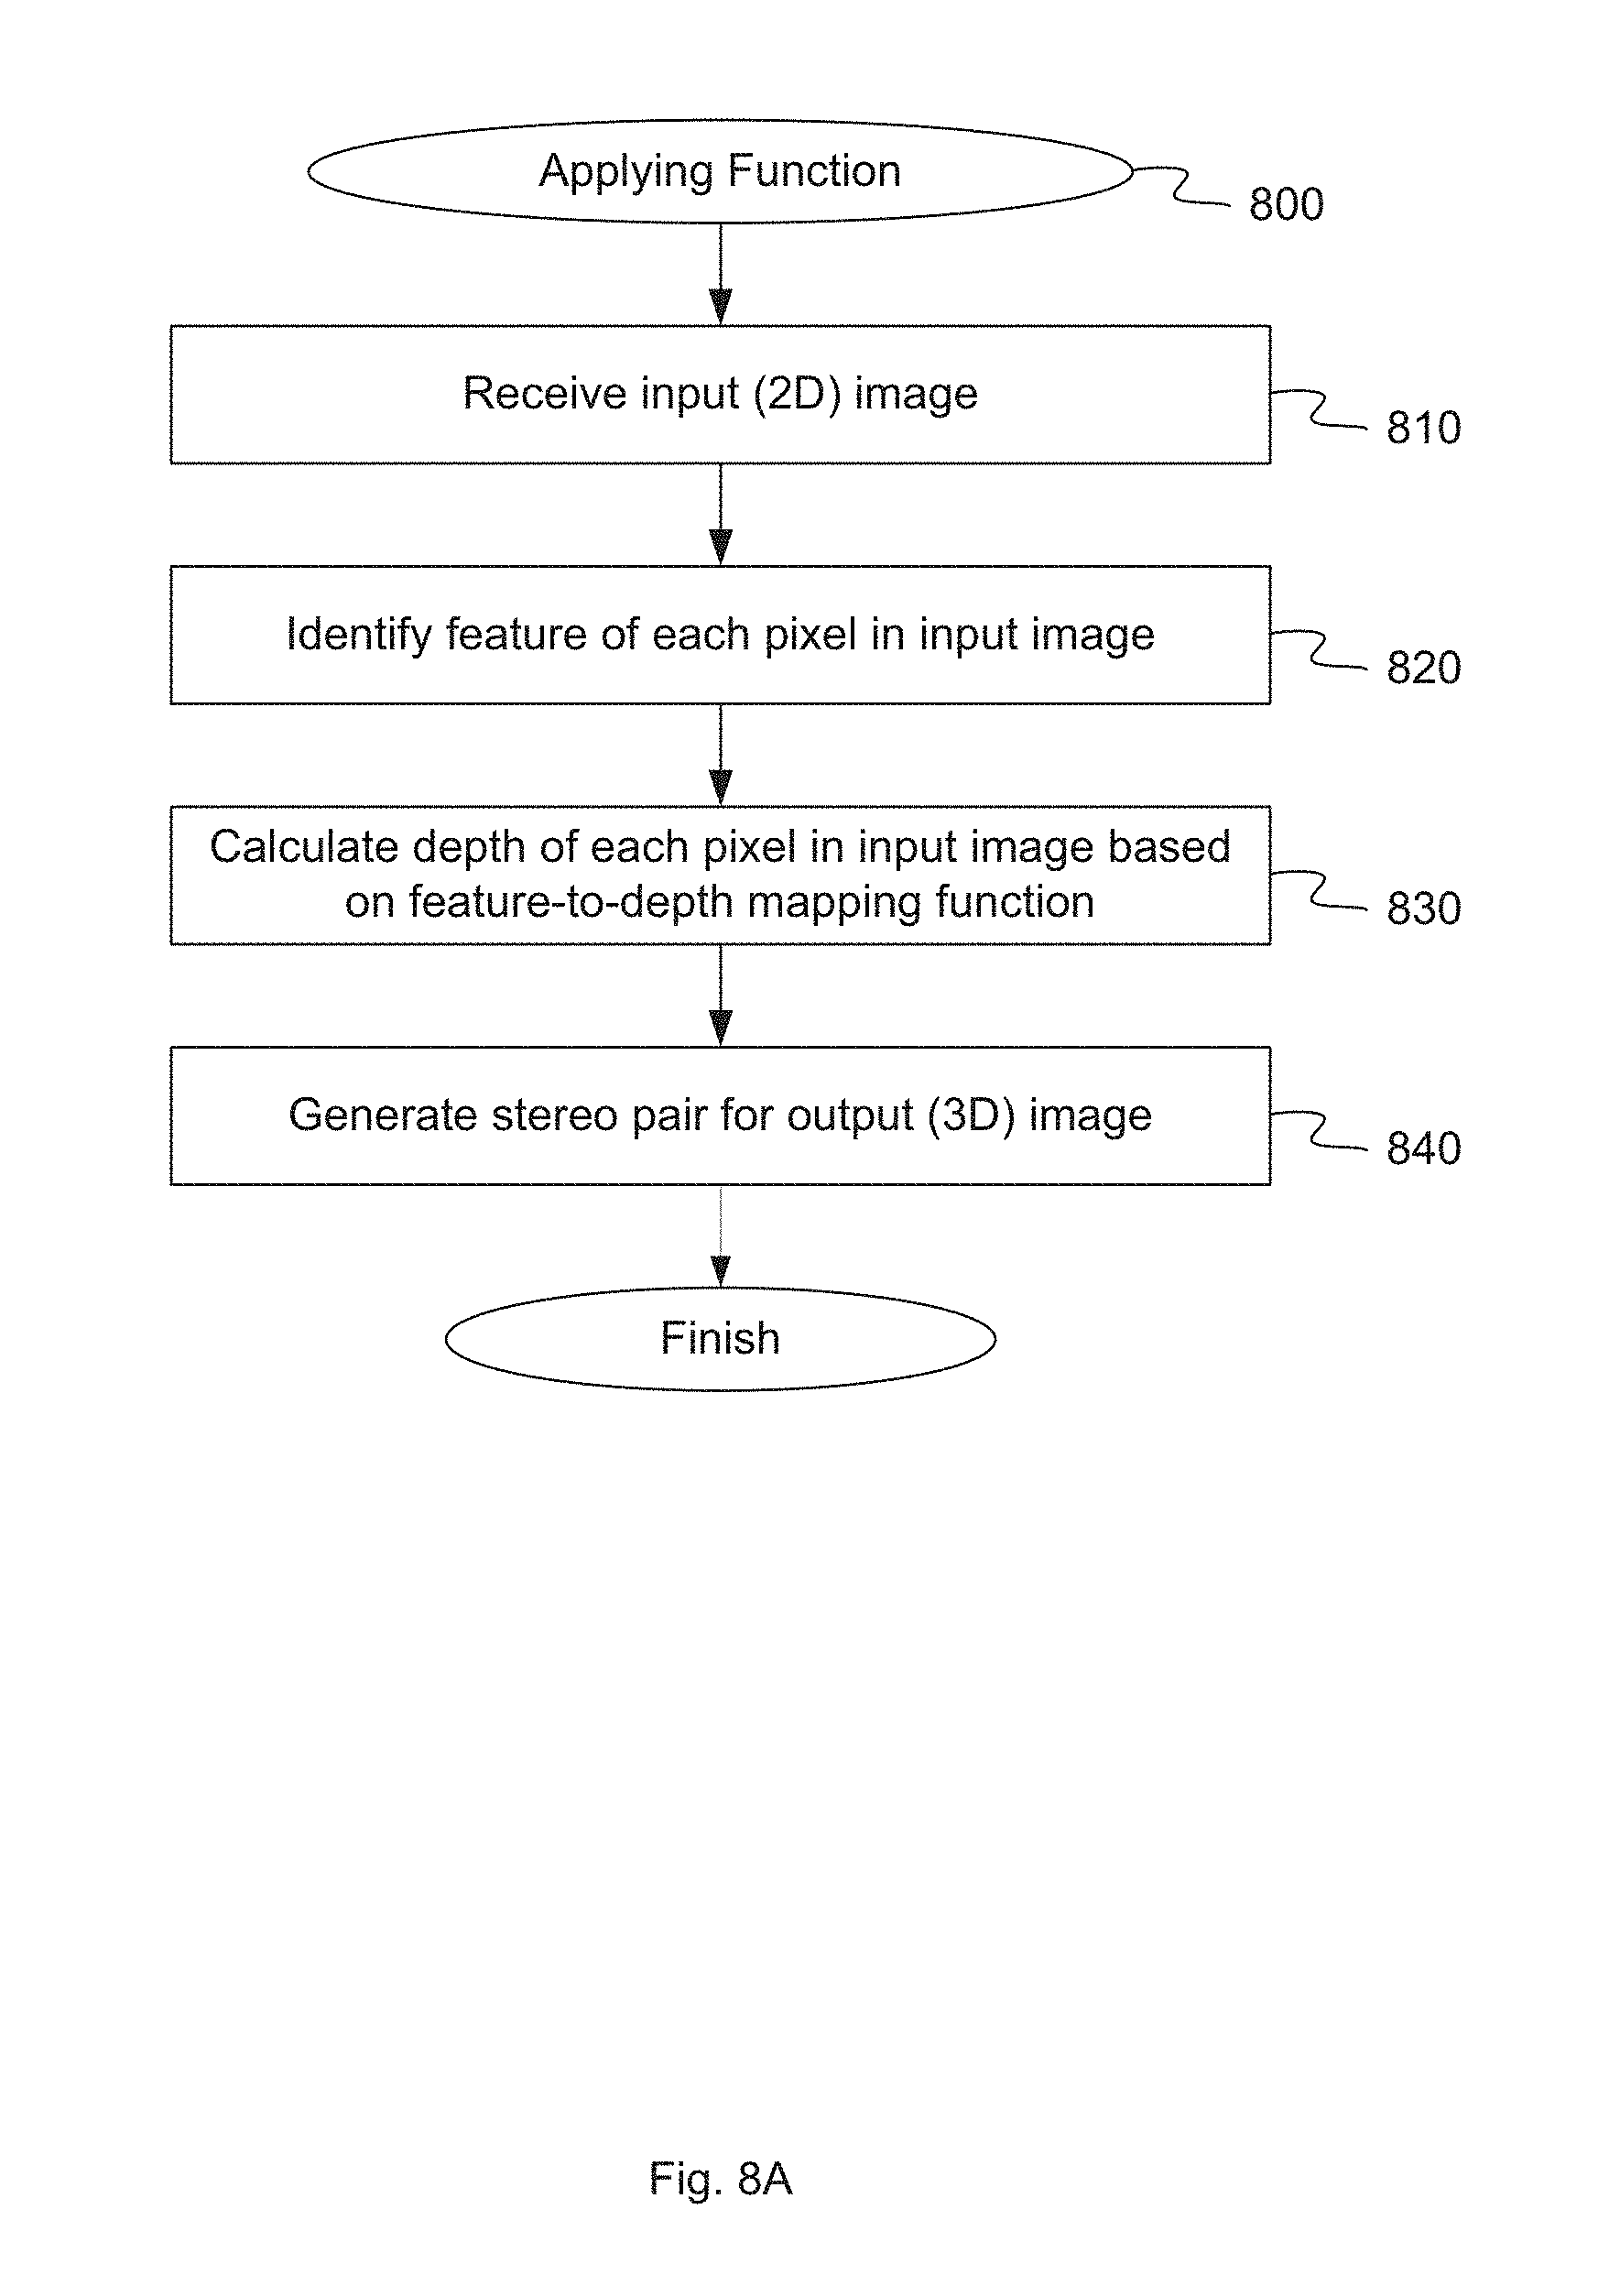 Applying Function
800
Receive input (2D) image
810
Identify feature of each pixel in input image
820
Calculate depth of each pixel in input image based
on feature-to-depth mapping function
830
Generate stereo pair for output (3D) image
840
Finish
Fig. 8A